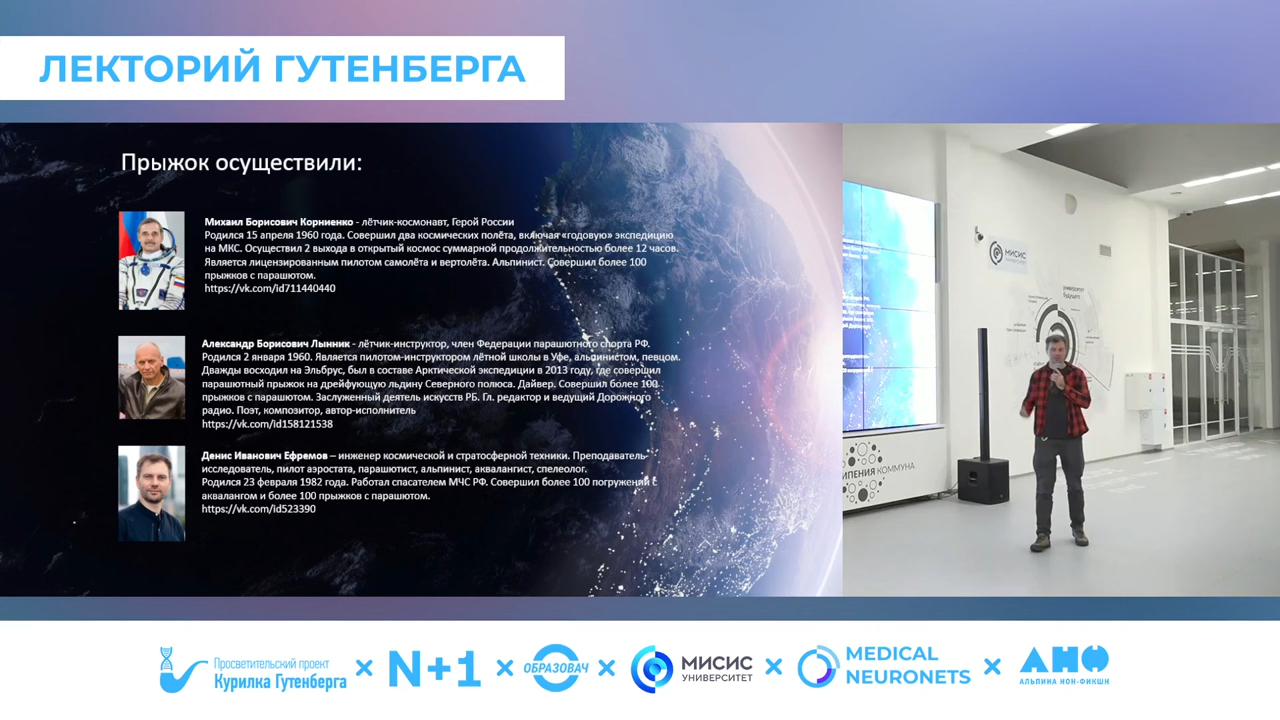 ЛЕКТОРИЙ ГУТЕНБЕРГА
Прыжок осуществили:
Михаил Борисович Корниенко - лётчик-космонавт, Герой России
Родился 15 апреля 1960 года. Совершил два космических полёта, включая «годовую» экспедицию
на МКС. Осуществил 2 выхода в открытый космос суммарной продолжительностью более 12 часов.
Является лицензированным пилотом самолёта и вертолёта. Альпинист. Совершил более 100
прыжков с парашютом.
https://vk.com/id711440440
Александр Борисович Лынник - лётчик-инструктор, член Федерации парашютного спорта РФ.
Родился 2 января 1960. Является пилотом-инструктором лётной школы в Уфе, альпинистом, певцом.
Дважды восходил на Эльбрус, был в составе Арктической экспедиции в 2013 году, где совершил
парашютный прыжок на дрейфующую льдину Северного полюса. Дайвер. Совершил более 100
прыжков с парашютом. Заслуженный деятель искусств РБ. Гл. редактор и ведущий Дорожного
радио. Поэт, композитор, автор-исполнитель
https://vk.com/id158121538
Денис Иванович Ефремов – инженер космической и стратосферной техники. Преподаватель-
исследователь, пилот аэростата, парашютист, альпинист, аквалангист, спелеолог.
Родился 23 февраля 1982 года. Работал спасателем МЧС РФ. Совершил более 100 погружений с
аквалангом и более 100 прыжков с парашютом.
https://vk.com/id523390
МИСИС
УНИВЕРСИТЕТ
университет
будущего
КИПЕНИЯ КОММУНА
Просветительский проект
Курилка Гутенберга
× N+1 × ОБРАЗОВАЧ ×
МИСИС
УНИВЕРСИТЕТ
×
MEDICAL
NEURONETS
×
АНФ
АЛЬПИНА НОН-ФИКШН